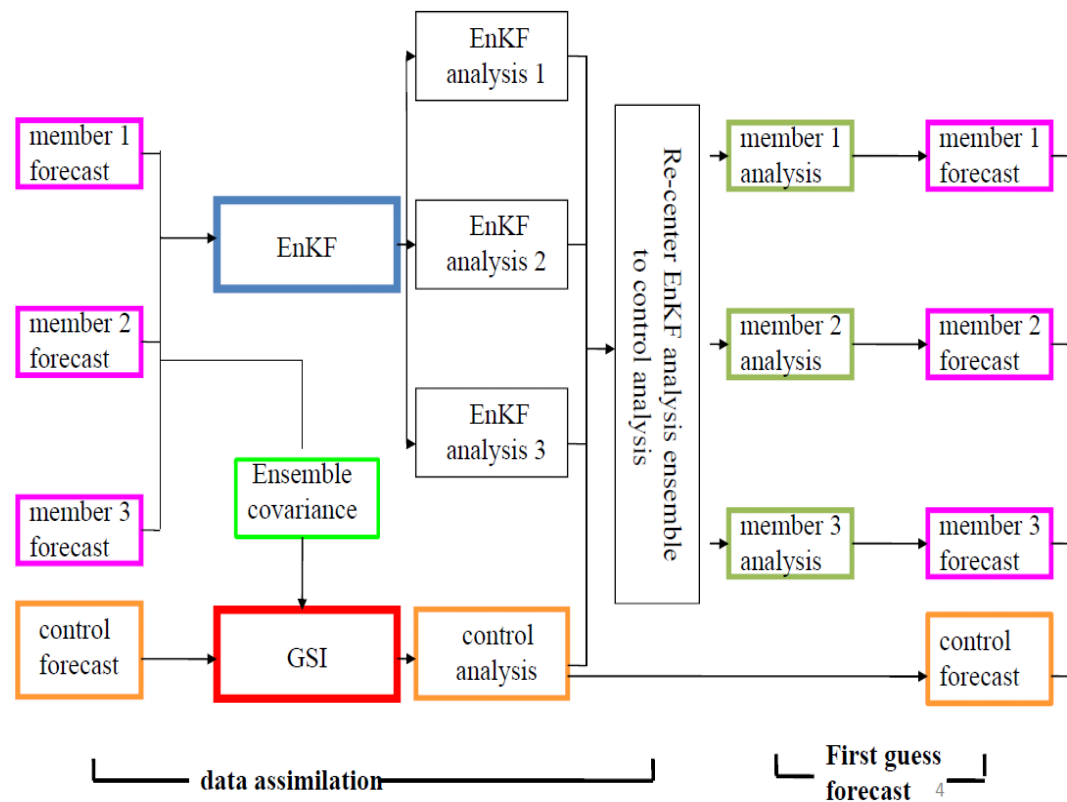 EnKF
analysis 1
member 1
forecast
EnKF
EnKF
analysis 2
member 2
forecast
EnKF
analysis 3
Ensemble
covariance
member 3
forecast
control
forecast
GSI
control
analysis
Re-center EnKF analysis ensemble
to control analysis
member 1
analysis
member 1
forecast
member 2
analysis
member 2
forecast
member 3
analysis
member 3
forecast
control
forecast
data assimilation
First guess
forecast
4